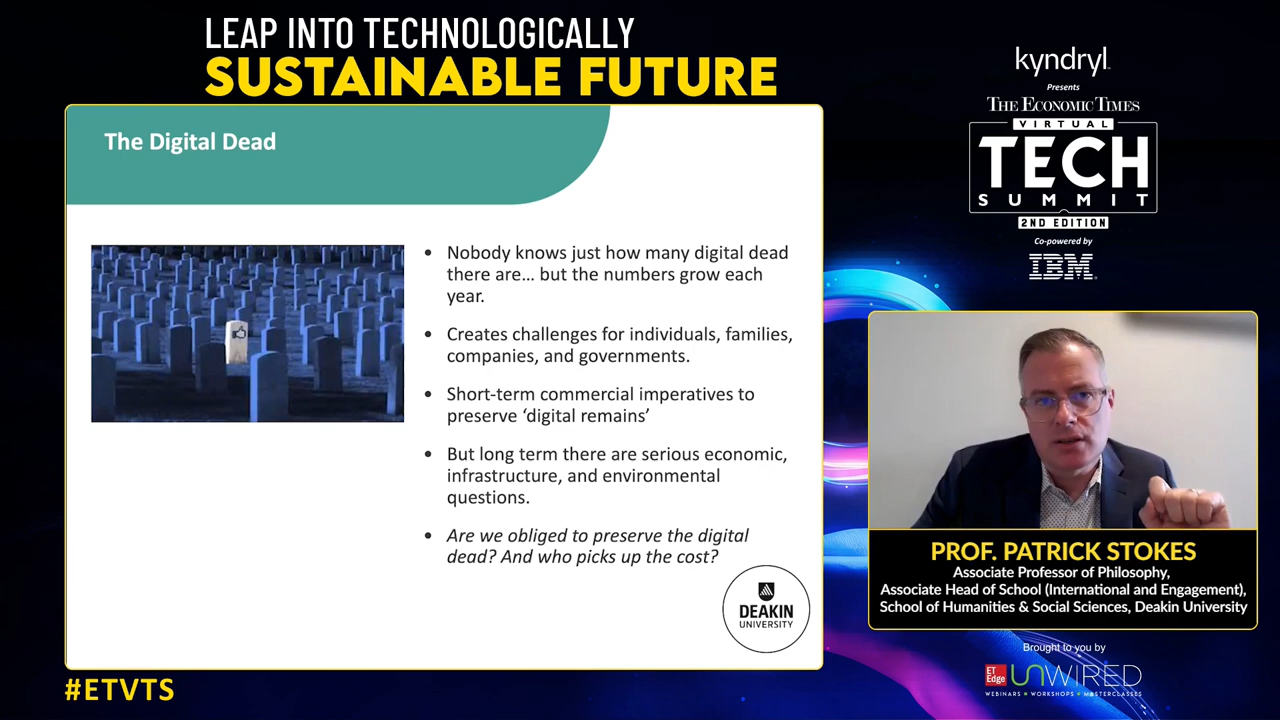 LEAP INTO TECHNOLOGICALLY
SUSTAINABLE FUTURE
kyndryl
Presents
THE ECONOMIC TIMES
VIRTUAL
TECH
SUMMIT
2ND EDITION
Co-powered by
IBM
The Digital Dead
• Nobody knows just how many digital dead
there are... but the numbers grow each
year.
• Creates challenges for individuals, families,
companies, and governments.
• Short-term commercial imperatives to
preserve ‘digital remains’
• But long term there are serious economic,
infrastructure, and environmental
questions.
• Are we obliged to preserve the digital
dead? And who picks up the cost?
DEAKIN
UNIVERSITY
PROF. PATRICK STOKES
Associate Professor of Philosophy,
Associate Head of School (International and Engagement),
School of Humanities & Social Sciences, Deakin University
Brought to you by
ET
Edge
UNWIRED
WEBINARS • WORKSHOPS • MASTERCLASSES
#ETVTS